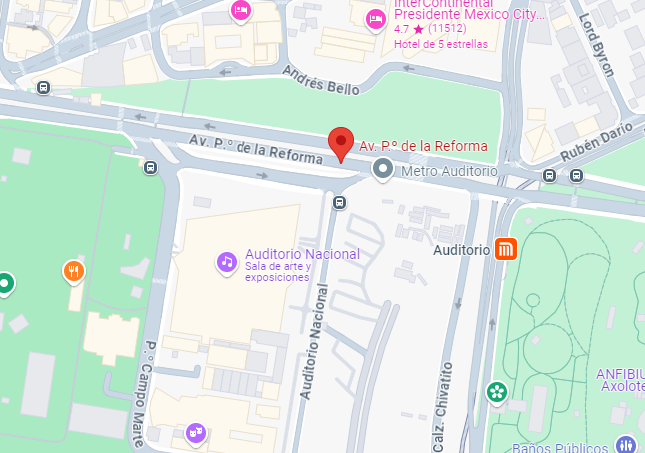 InterContinental
Presidente Mexico City...
4.7 ★ (11512)
Hotel de 5 estrellas
Lord Byron
Andrés Bello
Rubén Darío
Av. P.º de la Reforma
Av. P.º de la Reforma
Metro Auditorio
Auditorio
Auditorio Nacional
Sala de arte y
exposiciones
Auditorio Nacional
P.º Campo Marte
Calz. Chivatito
ANFIBIU
Axolote
Baños Públicos